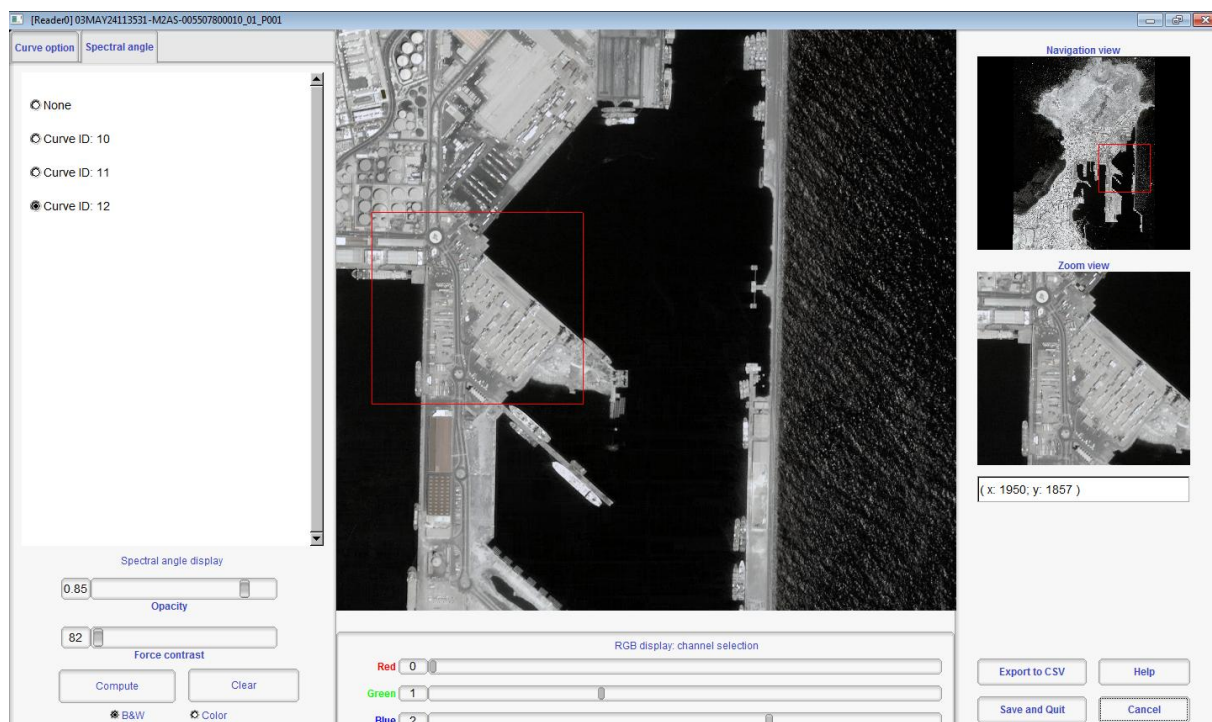 [Reader0] 03MAY24113531-M2AS-005507800010_01_P001
Curve option
Spectral angle
None
Curve ID: 10
Curve ID: 11
Curve ID: 12
Spectral angle display
0.85
Opacity
82
Force contrast
Compute
Clear
B&W
Color
RGB display: channel selection
Red
0
Green
1
Blue
2
Navigation view
Zoom view
( x: 1950; y: 1857 )
Export to CSV
Help
Save and Quit
Cancel